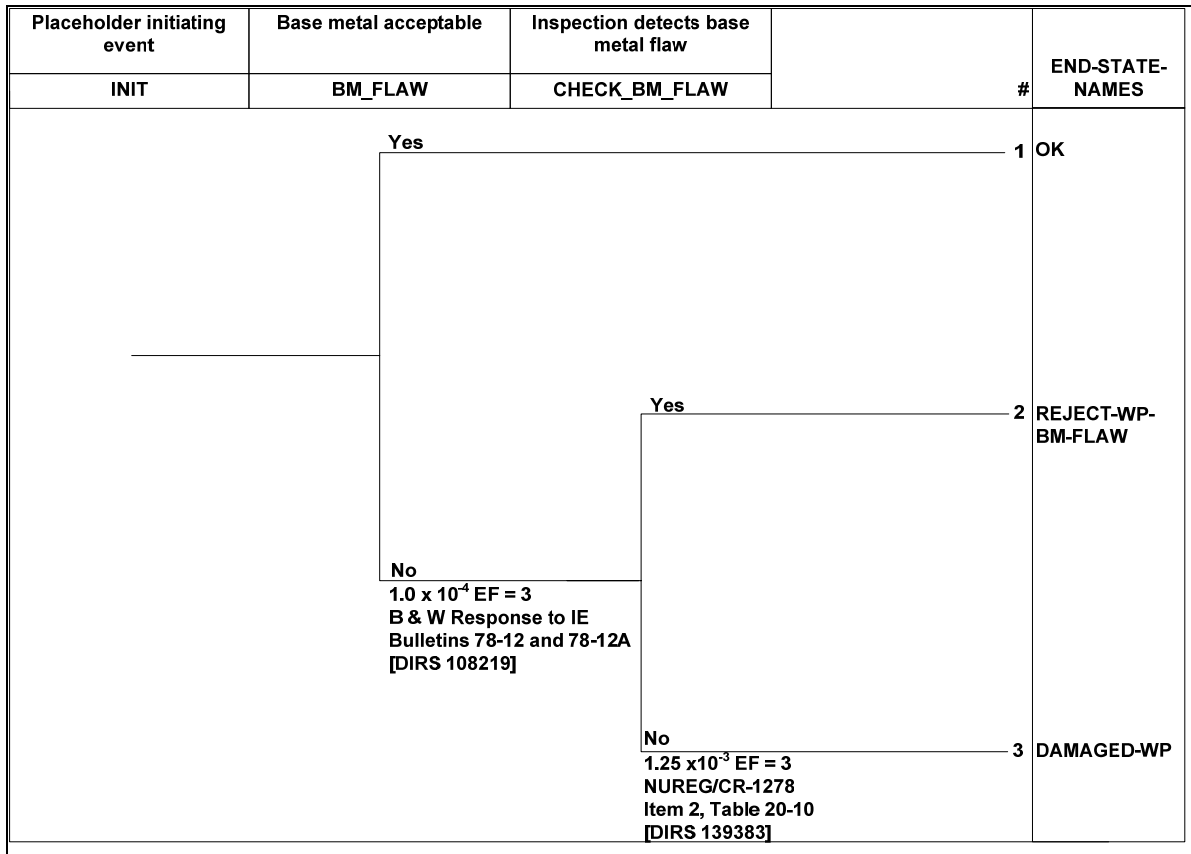 Placeholder initiating
event
Base metal acceptable
Inspection detects base
metal flaw
INIT
BM_FLAW
CHECK_BM_FLAW
#
END-STATE-
NAMES
Yes
1 OK
Yes
2 REJECT-WP-
BM-FLAW
No
1.0 x 10⁻⁴ EF = 3
B & W Response to IE
Bulletins 78-12 and 78-12A
[DIRS 108219]
No
3 DAMAGED-WP
1.25 x10⁻³ EF = 3
NUREG/CR-1278
Item 2, Table 20-10
[DIRS 139383]